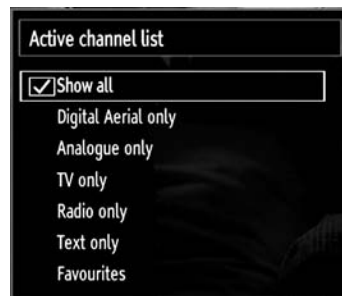 Active channel list
Show all
Digital Aerial only
Analogue only
TV only
Radio only
Text only
Favourites